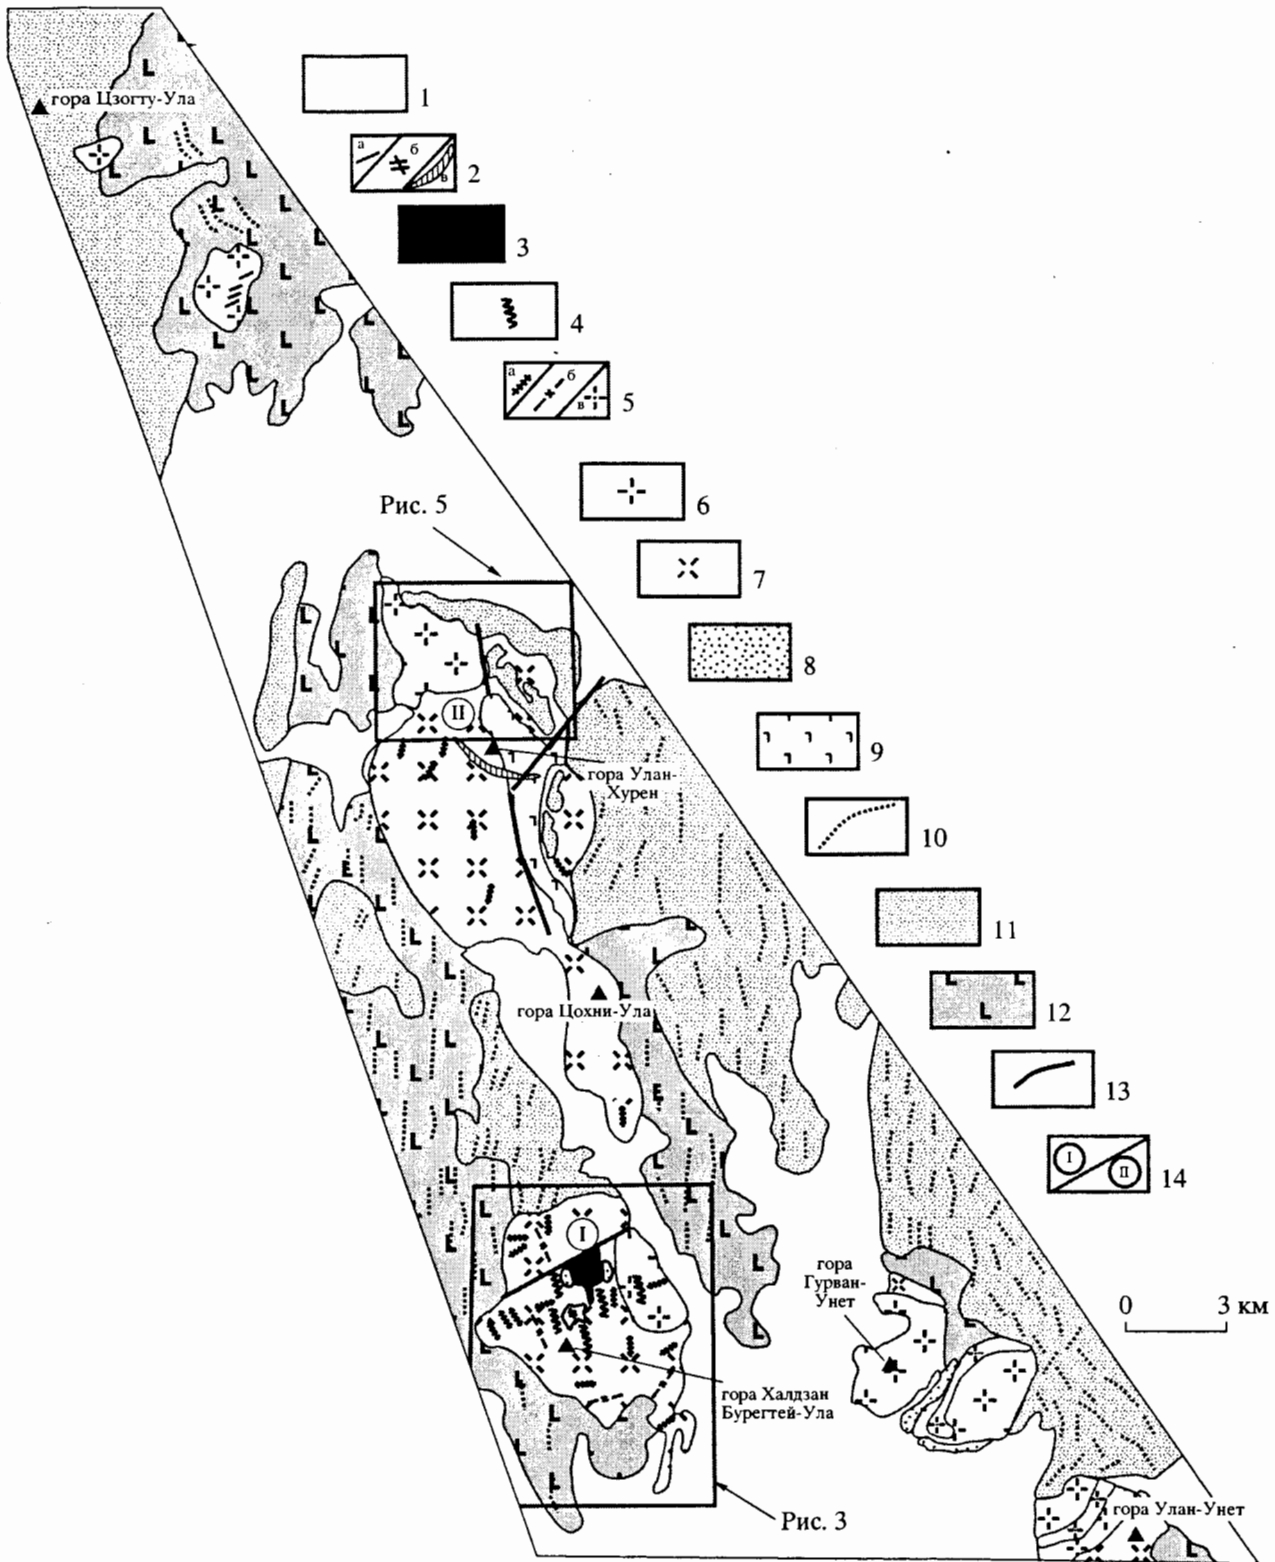 гора Цзогту-Ула
1
а
б
в
2
3
4
а
б
в
5
6
Рис. 5
7
8
II
9
гора Улан-
Хурен
10
11
гора Цохни-Ула
12
13
I
II
14
I
гора
Гурван-
Унет
0
3 км
гора Халдзан
Бурегтей-Ула
Рис. 3
гора Улан-Унет